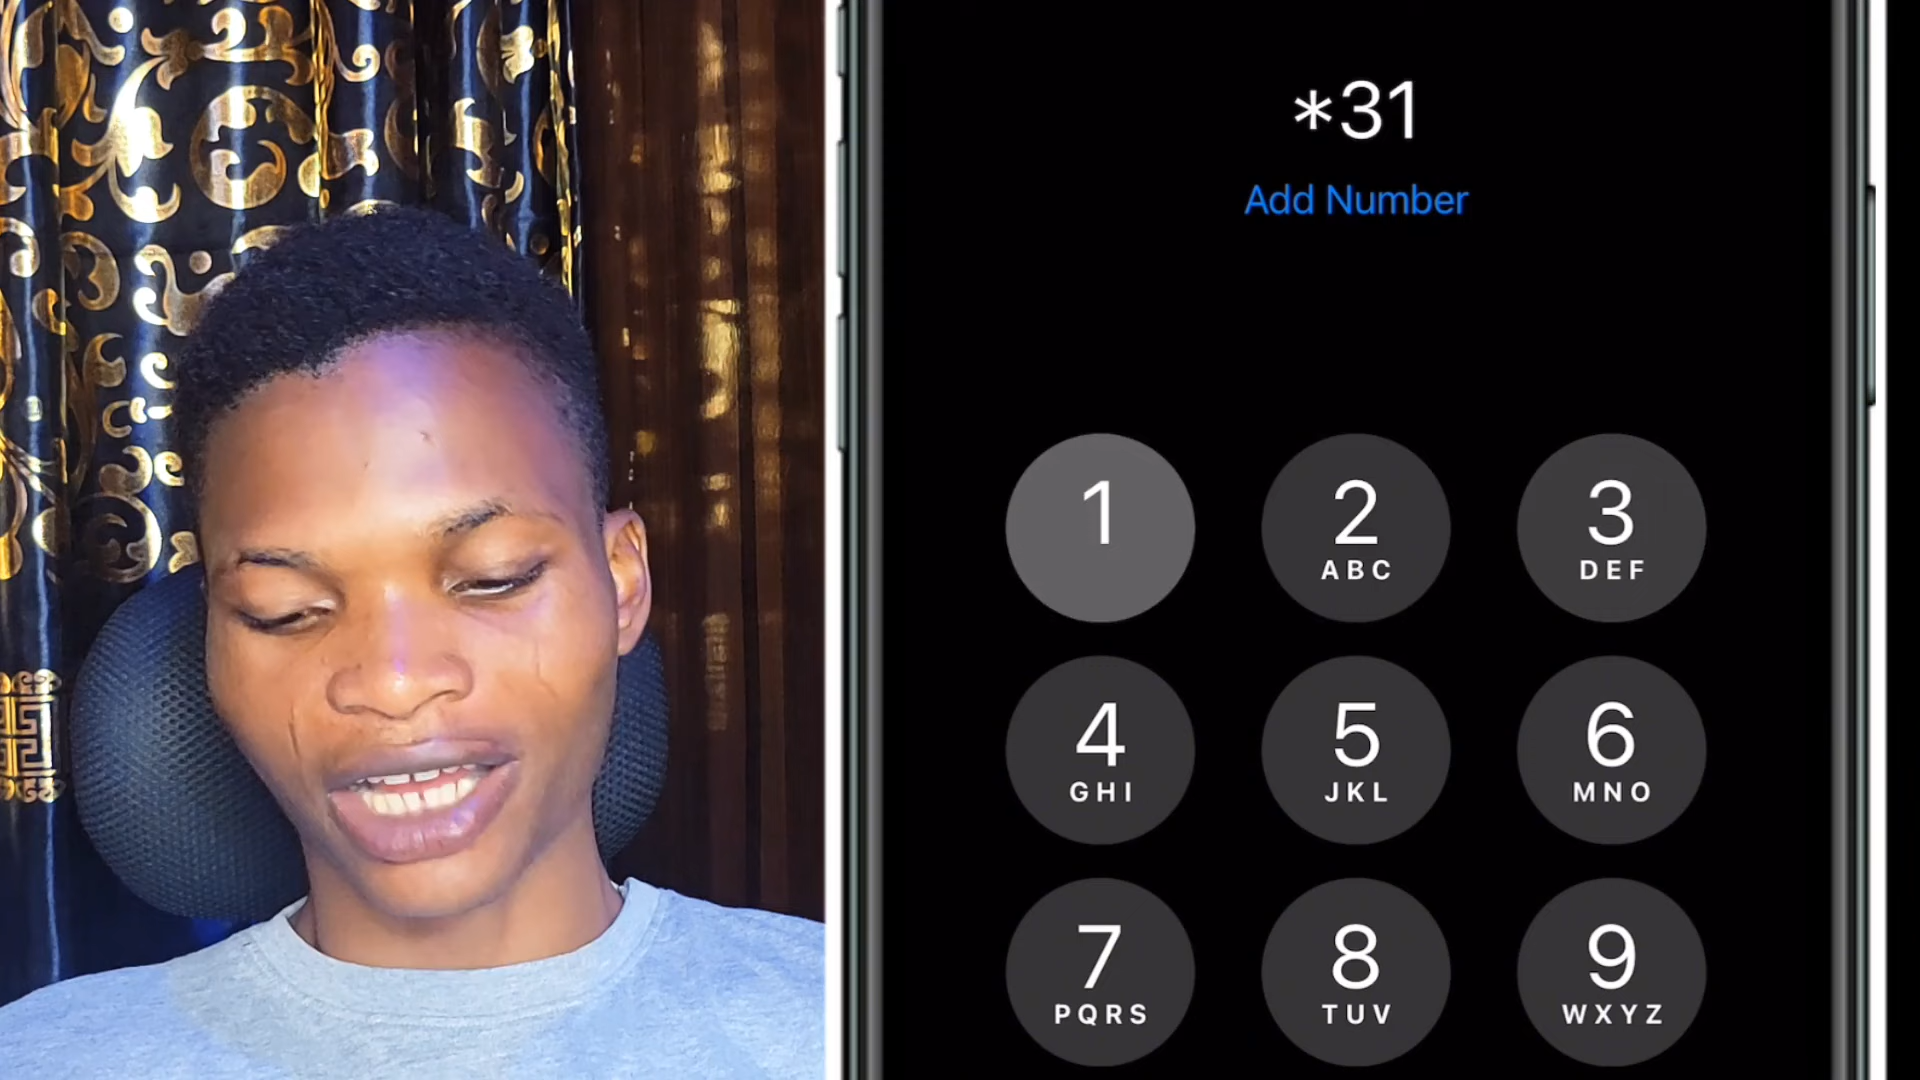 *31
Add Number
1
2
ABC
3
DEF
4
GHI
5
JKL
6
MNO
7
PQRS
8
TUV
9
WXYZ